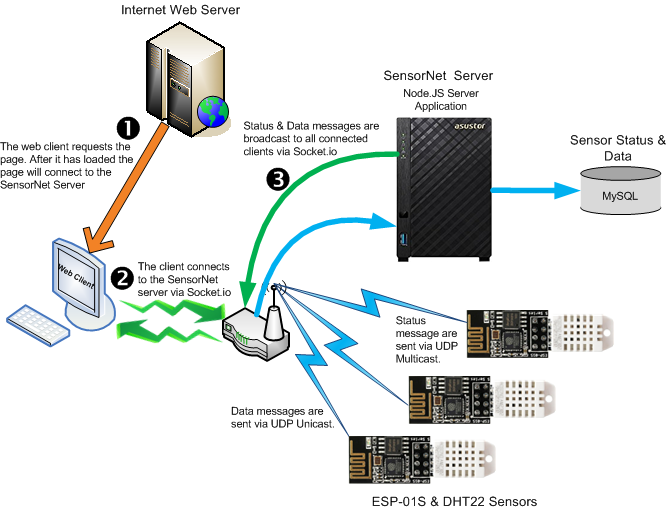 Internet Web Server
SensorNet Server
Node.JS Server
Application
asustor
Sensor Status &
Data
MySQL
1
The web client requests the
page. After it has loaded the
page will connect to the
SensorNet Server
Status & Data messages are
broadcast to all connected
clients via Socket.io
3
Web Client
2
The client connects
to the SensorNet
server via Socket.io
Status
message are
sent via UDP
Multicast.
Data messages are
sent via UDP Unicast.
ESP-01S & DHT22 Sensors